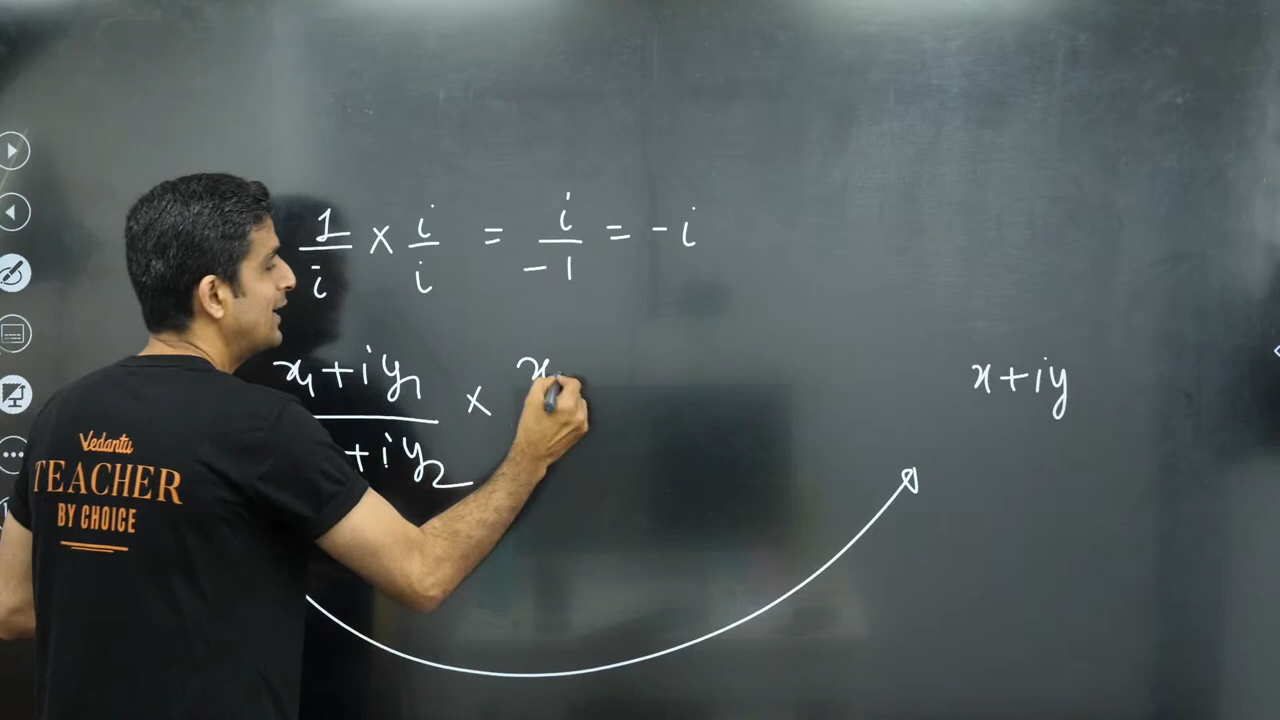 1/i × i/i = i/-1 = -i
x₁+iy₁ × x
+iy₂
x+iy
Vedantu
TEACHER
BY CHOICE